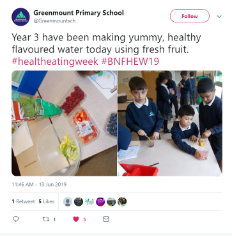 Greenmount Primary School
@Greenmountsch
Follow
Year 3 have been making yummy, healthy
flavoured water today using fresh fruit.
#healtheatingweek #BNFHEW19
11:45 AM - 13 Jun 2019
1 Retweet 5 Likes
1
5